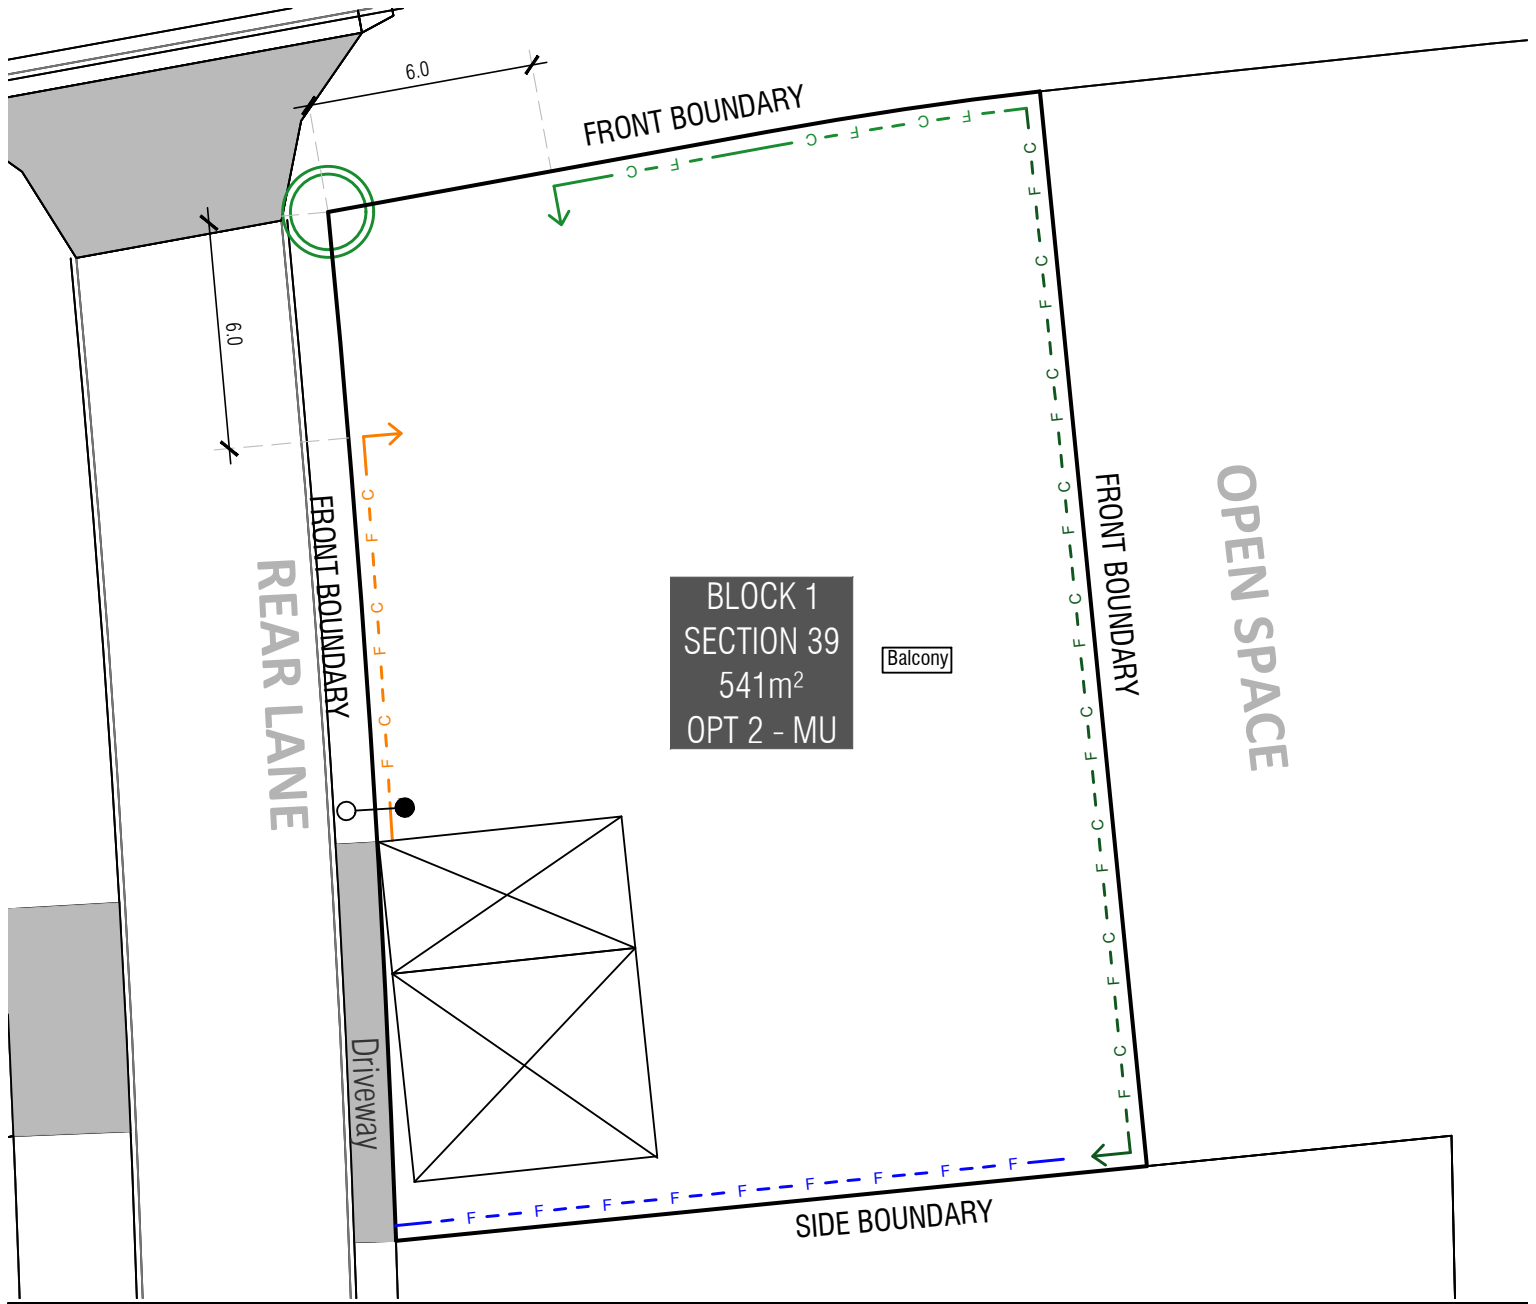 6.0
FRONT BOUNDARY
C F C F C F C F
6.0
C F C F C F
FRONT BOUNDARY
REAR LANE
BLOCK 1
SECTION 39
541m²
OPT 2 - MU
Balcony
C F C F C F C F C F C F C F C F C F
FRONT BOUNDARY
OPEN SPACE
Driveway
F F F F F F F F F
SIDE BOUNDARY